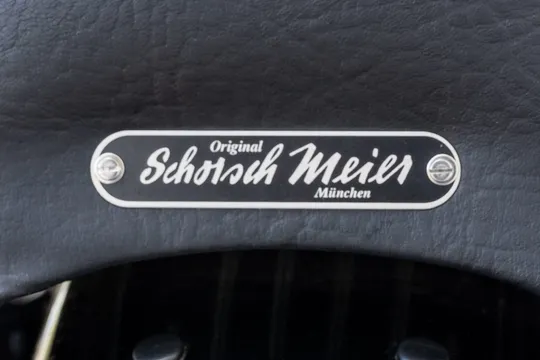 Original
Schorsch Meier
München